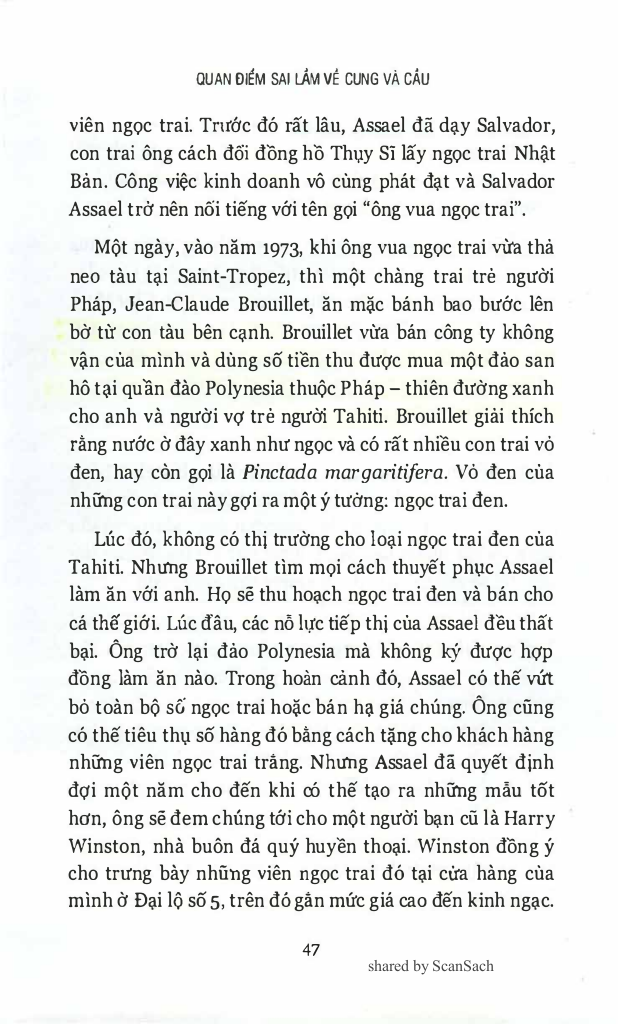 QUAN ĐIỂM SAI LẦM VỀ CUNG VÀ CẦU
viên ngọc trai. Trước đó rất lâu, Assael đã dạy Salvador,
con trai ông cách đổi đồng hồ Thụy Sĩ lấy ngọc trai Nhật
Bản. Công việc kinh doanh vô cùng phát đạt và Salvador
Assael trở nên nổi tiếng với tên gọi “ông vua ngọc trai”.
Một ngày, vào năm 1973, khi ông vua ngọc trai vừa thả
neo tàu tại Saint-Tropez, thì một chàng trai trẻ người
Pháp, Jean-Claude Brouillet, ăn mặc bảnh bao bước lên
bờ từ con tàu bên cạnh. Brouillet vừa bán công ty không
vận của mình và dùng số tiền thu được mua một đảo san
hô tại quần đảo Polynesia thuộc Pháp – thiên đường xanh
cho anh và người vợ trẻ người Tahiti. Brouillet giải thích
rằng nước ở đây xanh như ngọc và có rất nhiều con trai vỏ
đen, hay còn gọi là Pinctada margaritifera. Vỏ đen của
những con trai này gợi ra một ý tưởng: ngọc trai đen.
Lúc đó, không có thị trường cho loại ngọc trai đen của
Tahiti. Nhưng Brouillet tìm mọi cách thuyết phục Assael
làm ăn với anh. Họ sẽ thu hoạch ngọc trai đen và bán cho
cả thế giới. Lúc đầu, các nỗ lực tiếp thị của Assael đều thất
bại. Ông trở lại đảo Polynesia mà không ký được hợp
đồng làm ăn nào. Trong hoàn cảnh đó, Assael có thể vứt
bỏ toàn bộ số ngọc trai hoặc bán hạ giá chúng. Ông cũng
có thể tiêu thụ số hàng đó bằng cách tặng cho khách hàng
những viên ngọc trai trắng. Nhưng Assael đã quyết định
đợi một năm cho đến khi có thể tạo ra những mẫu tốt
hơn, ông sẽ đem chúng tới cho một người bạn cũ là Harry
Winston, nhà buôn đá quý huyền thoại. Winston đồng ý
cho trưng bày những viên ngọc trai đó tại cửa hàng của
mình ở Đại lộ số 5, trên đó gắn mức giá cao đến kinh ngạc.
47
shared by ScanSach